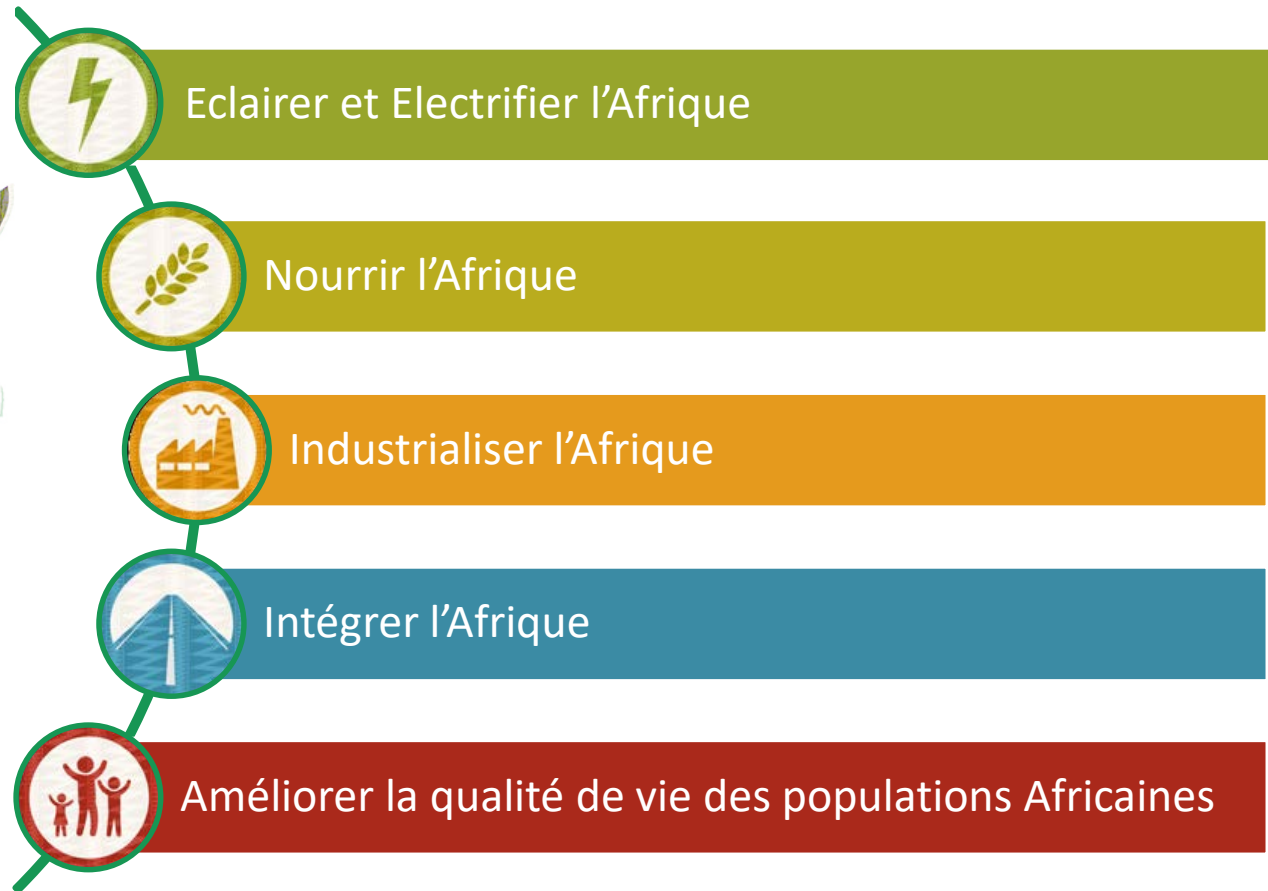 Eclairer et Electrifier l’Afrique
Nourrir l’Afrique
Industrialiser l’Afrique
Intégrer l’Afrique
Améliorer la qualité de vie des populations Africaines